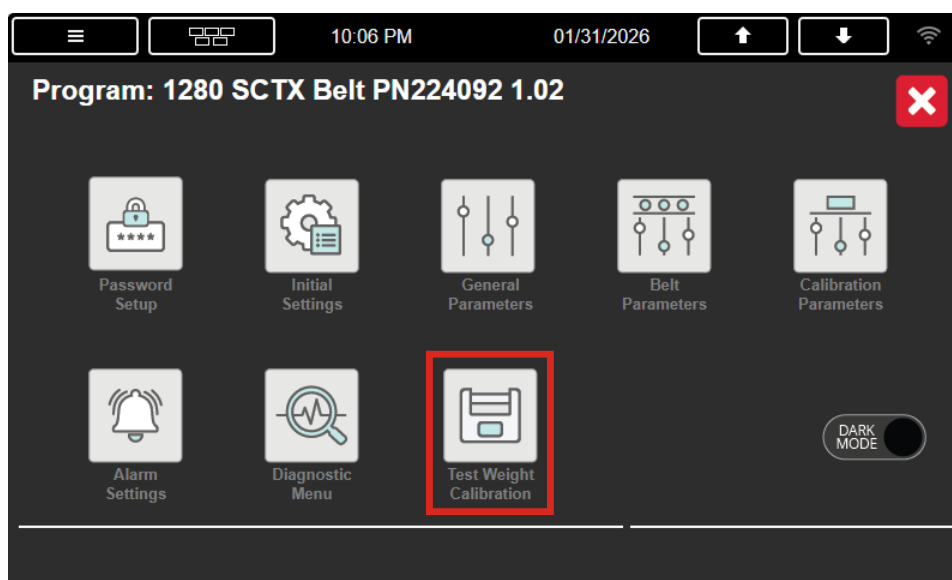 10:06 PM 01/31/2026
Program: 1280 SCTX Belt PN224092 1.02
****
Password
Setup
Initial
Settings
General
Parameters
Belt
Parameters
Calibration
Parameters
Alarm
Settings
Diagnostic
Menu
Test Weight
Calibration
DARK
MODE